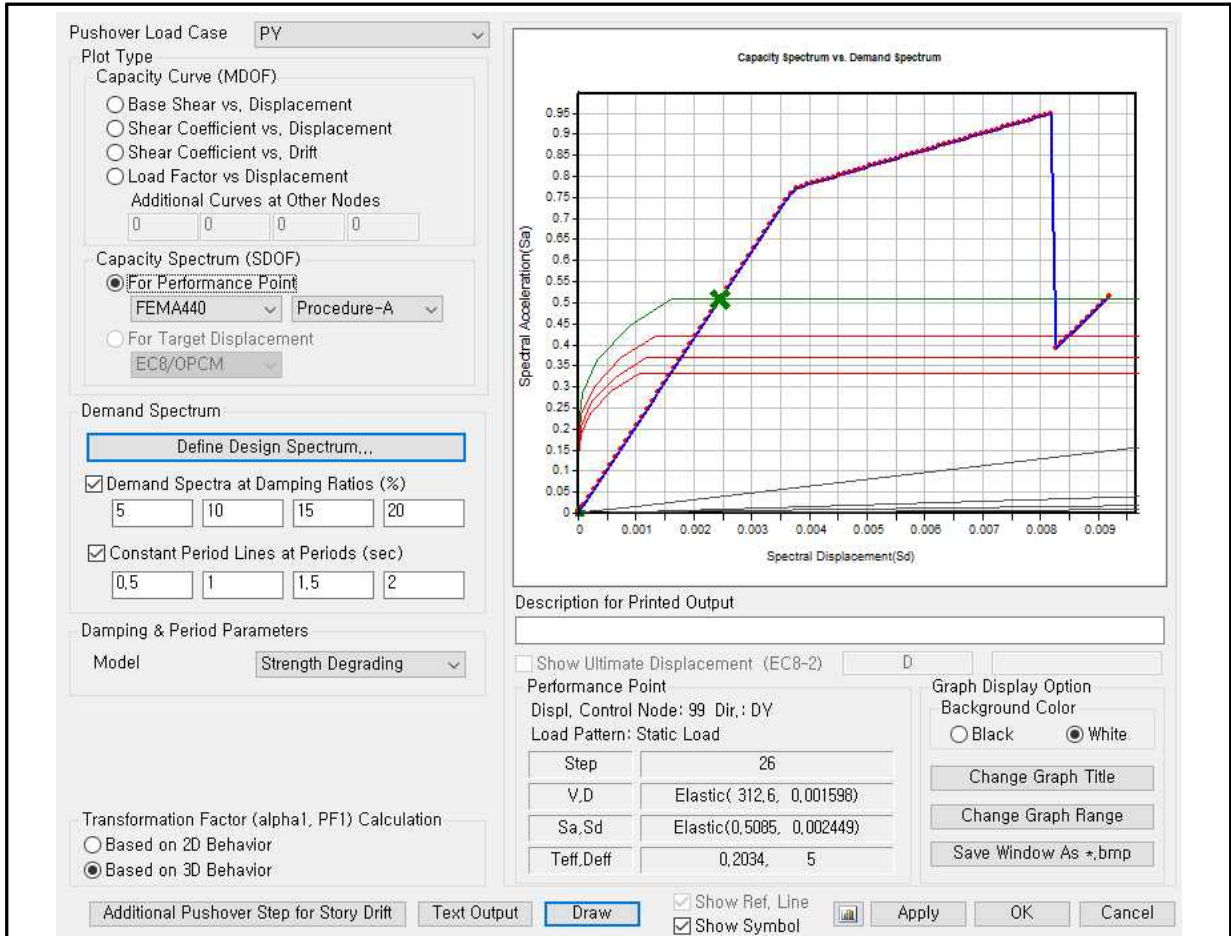 Pushover Load Case PY
Plot Type
Capacity Curve (MDOF)
Base Shear vs, Displacement
Shear Coefficient vs, Displacement
Shear Coefficient vs, Drift
Load Factor vs Displacement
Additional Curves at Other Nodes
0 0 0 0
Capacity Spectrum (SDOF)
For Performance Point
FEMA440 Procedure-A
For Target Displacement
EC8/OPCM
Demand Spectrum
Define Design Spectrum,,,
Demand Spectra at Damping Ratios (%)
5 10 15 20
Constant Period Lines at Periods (sec)
0,5 1 1,5 2
Damping & Period Parameters
Model Strength Degrading
Transformation Factor (alpha1, PF1) Calculation
Based on 2D Behavior
Based on 3D Behavior
Capacity Spectrum vs. Demand Spectrum
Spectral Acceleration(Sa)
0.95
0.9
0.85
0.8
0.75
0.7
0.65
0.6
0.55
0.5
0.45
0.4
0.35
0.3
0.25
0.2
0.15
0.1
0.05
0
0 0.001 0.002 0.003 0.004 0.005 0.006 0.007 0.008 0.009
Spectral Displacement(Sd)
Description for Printed Output
Show Ultimate Displacement (EC8-2) D
Performance Point
Displ, Control Node: 99 Dir,: DY
Load Pattern: Static Load
Step 26
V,D Elastic( 312,6, 0,001598)
Sa,Sd Elastic(0,5085, 0,002449)
Teff,Deff 0,2034, 5
Graph Display Option
Background Color
Black White
Change Graph Title
Change Graph Range
Save Window As *,bmp
Additional Pushover Step for Story Drift Text Output Draw
Show Ref, Line
Show Symbol
Apply OK Cancel